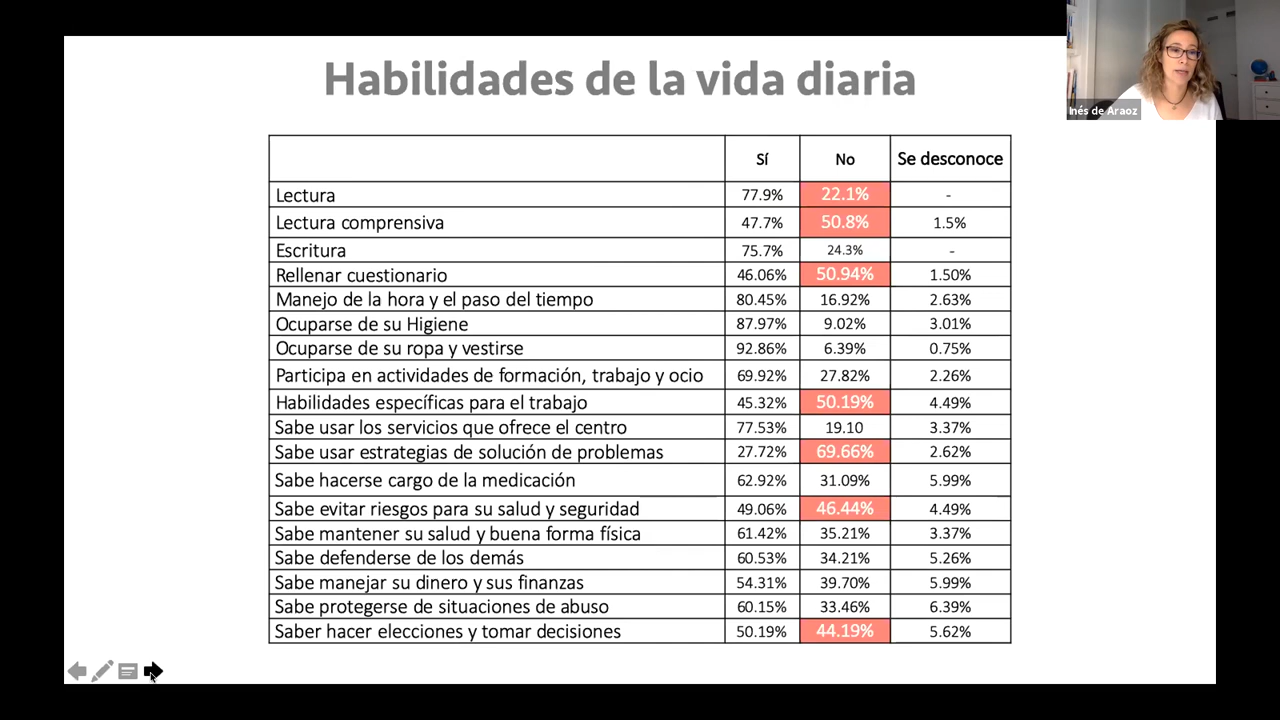 Habilidades de la vida diaria
Inés de Araoz
Sí No Se desconoce
Lectura 77.9% 22.1% -
Lectura comprensiva 47.7% 50.8% 1.5%
Escritura 75.7% 24.3% -
Rellenar cuestionario 46.06% 50.94% 1.50%
Manejo de la hora y el paso del tiempo 80.45% 16.92% 2.63%
Ocuparse de su Higiene 87.97% 9.02% 3.01%
Ocuparse de su ropa y vestirse 92.86% 6.39% 0.75%
Participa en actividades de formación, trabajo y ocio 69.92% 27.82% 2.26%
Habilidades específicas para el trabajo 45.32% 50.19% 4.49%
Sabe usar los servicios que ofrece el centro 77.53% 19.10 3.37%
Sabe usar estrategias de solución de problemas 27.72% 69.66% 2.62%
Sabe hacerse cargo de la medicación 62.92% 31.09% 5.99%
Sabe evitar riesgos para su salud y seguridad 49.06% 46.44% 4.49%
Sabe mantener su salud y buena forma física 61.42% 35.21% 3.37%
Sabe defenderse de los demás 60.53% 34.21% 5.26%
Sabe manejar su dinero y sus finanzas 54.31% 39.70% 5.99%
Sabe protegerse de situaciones de abuso 60.15% 33.46% 6.39%
Saber hacer elecciones y tomar decisiones 50.19% 44.19% 5.62%